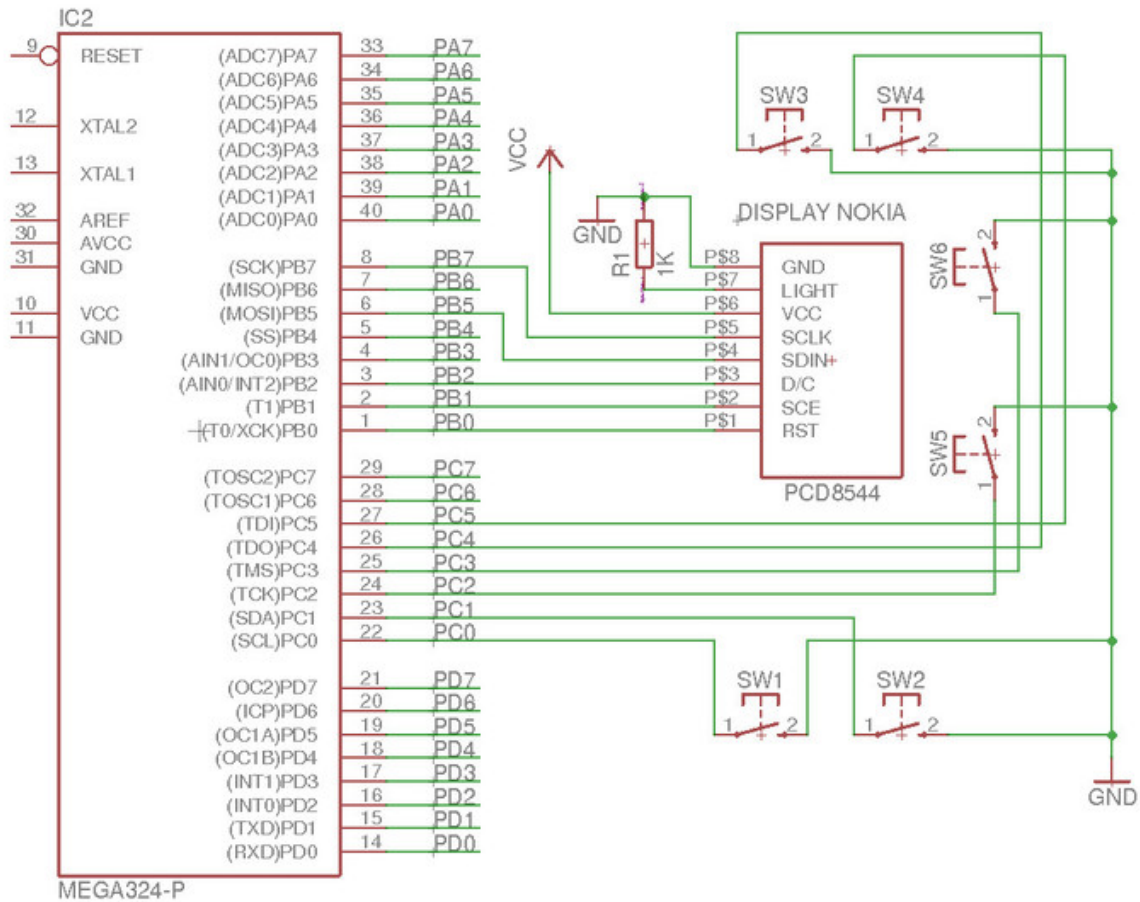 IC2
9 RESET (ADC7)PA7 33 PA7
(ADC6)PA6 34 PA6
(ADC5)PA5 35 PA5
12 XTAL2 (ADC4)PA4 36 PA4
(ADC3)PA3 37 PA3
13 XTAL1 (ADC2)PA2 38 PA2
(ADC1)PA1 39 PA1
32 AREF (ADC0)PA0 40 PA0
30 AVCC
31 GND (SCK)PB7 8 PB7
(MISO)PB6 7 PB6
10 VCC (MOSI)PB5 6 PB5
11 GND (SS)PB4 5 PB4
(AIN1/OC0)PB3 4 PB3
(AIN0/INT2)PB2 3 PB2
(T1)PB1 2 PB1
(T0/XCK)PB0 1 PB0
(TOSC2)PC7 29 PC7
(TOSC1)PC6 28 PC6
(TDI)PC5 27 PC5
(TDO)PC4 26 PC4
(TMS)PC3 25 PC3
(TCK)PC2 24 PC2
(SDA)PC1 23 PC1
(SCL)PC0 22 PC0
(OC2)PD7 21 PD7
(ICP)PD6 20 PD6
(OC1A)PD5 19 PD5
(OC1B)PD4 18 PD4
(INT1)PD3 17 PD3
(INT0)PD2 16 PD2
(TXD)PD1 15 PD1
(RXD)PD0 14 PD0
MEGA324-P
VCC
GND
R1
1K
DISPLAY NOKIA
P$8 GND
P$7 LIGHT
P$6 VCC
P$5 SCLK
P$4 SDIN
P$3 D/C
P$2 SCE
P$1 RST
PCD8544
SW3
1 2
SW4
1 2
SW6
2
1
SW5
2
1
SW1
1 2
SW2
1 2
GND